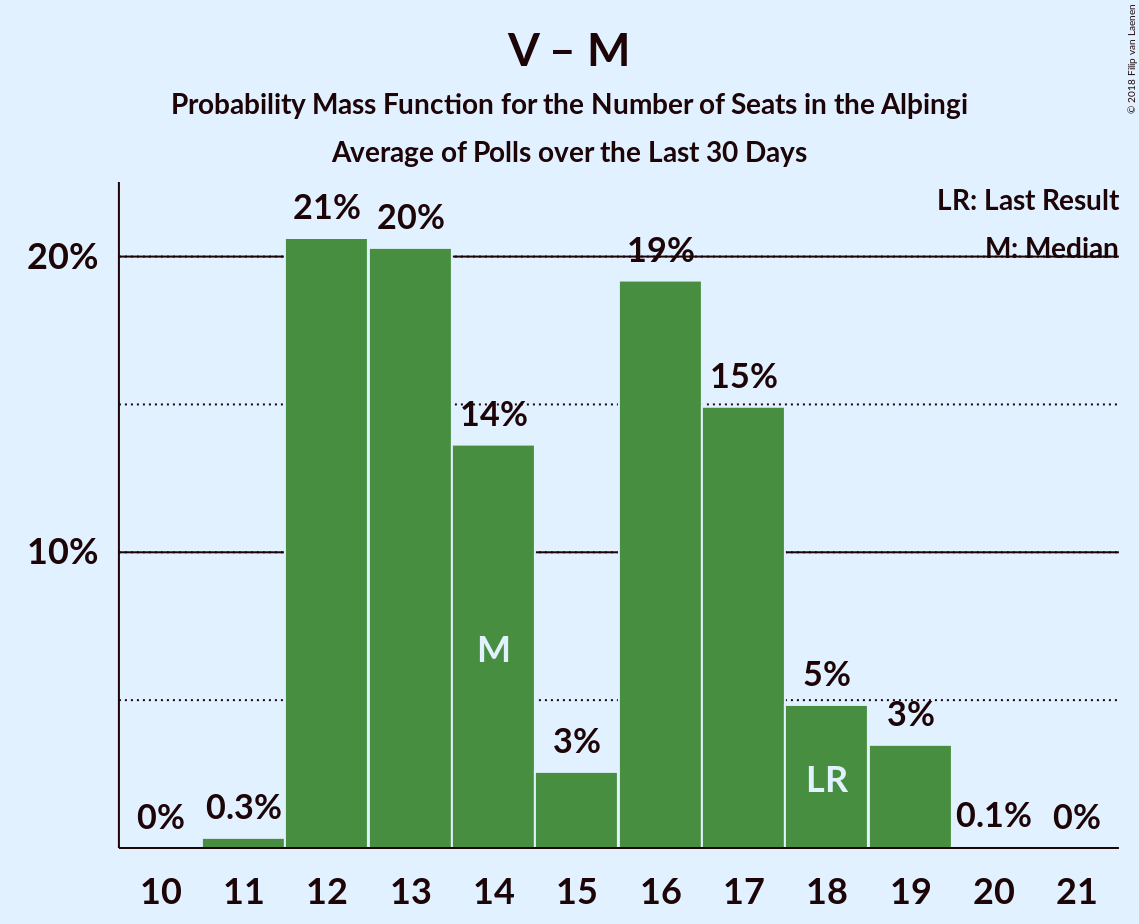 V – M
Probability Mass Function for the Number of Seats in the Alþingi
Average of Polls over the Last 30 Days
© 2018 Filip van Laenen
LR: Last Result
M: Median
20%
10%
0%
0.3%
21%
20%
14%
3%
19%
15%
5%
3%
0.1%
0%
M
LR
10 11 12 13 14 15 16 17 18 19 20 21